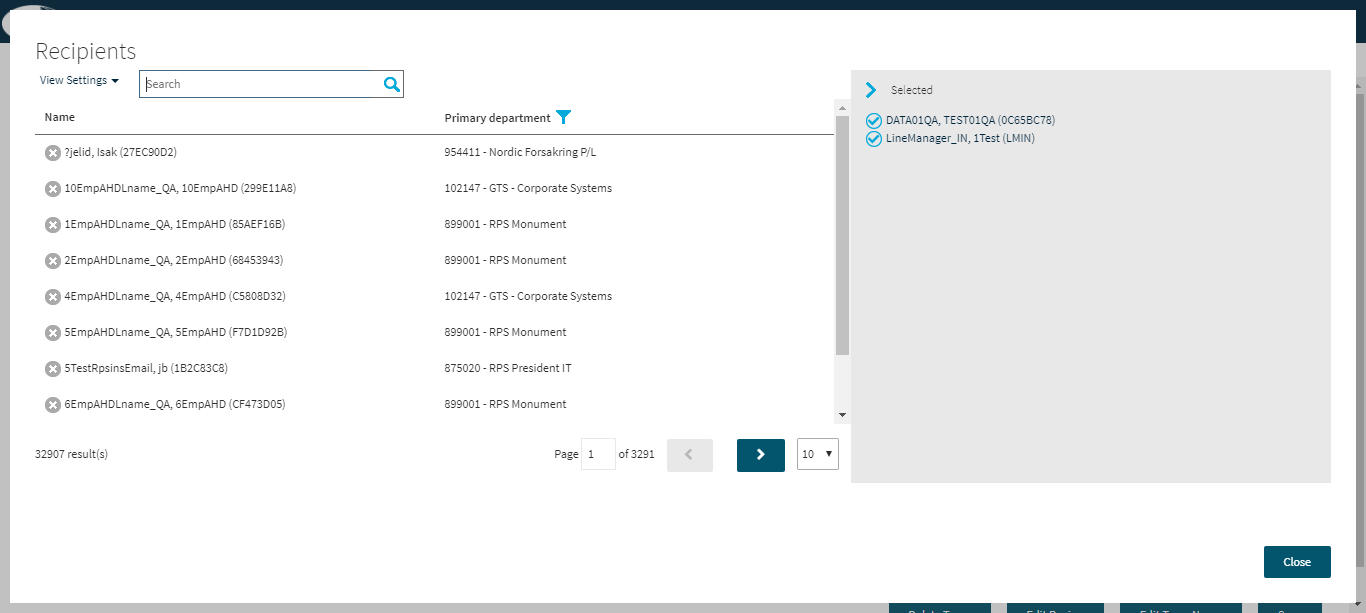 Recipients
View Settings
Search
Name Primary department
?jelid, Isak (27EC90D2) 954411 - Nordic Forsakring P/L
10EmpAHDLname_QA, 10EmpAHD (299E11A8) 102147 - GTS - Corporate Systems
1EmpAHDLname_QA, 1EmpAHD (85AEF16B) 899001 - RPS Monument
2EmpAHDLname_QA, 2EmpAHD (68453943) 899001 - RPS Monument
4EmpAHDLname_QA, 4EmpAHD (C5808D32) 102147 - GTS - Corporate Systems
5EmpAHDLname_QA, 5EmpAHD (F7D1D92B) 899001 - RPS Monument
5TestRpsinsEmail, jb (1B2C83C8) 875020 - RPS President IT
6EmpAHDLname_QA, 6EmpAHD (CF473D05) 899001 - RPS Monument
32907 result(s) Page 1 of 3291 10
Selected
DATA01QA, TEST01QA (0C65BC78)
LineManager_IN, 1Test (LMIN)
Close